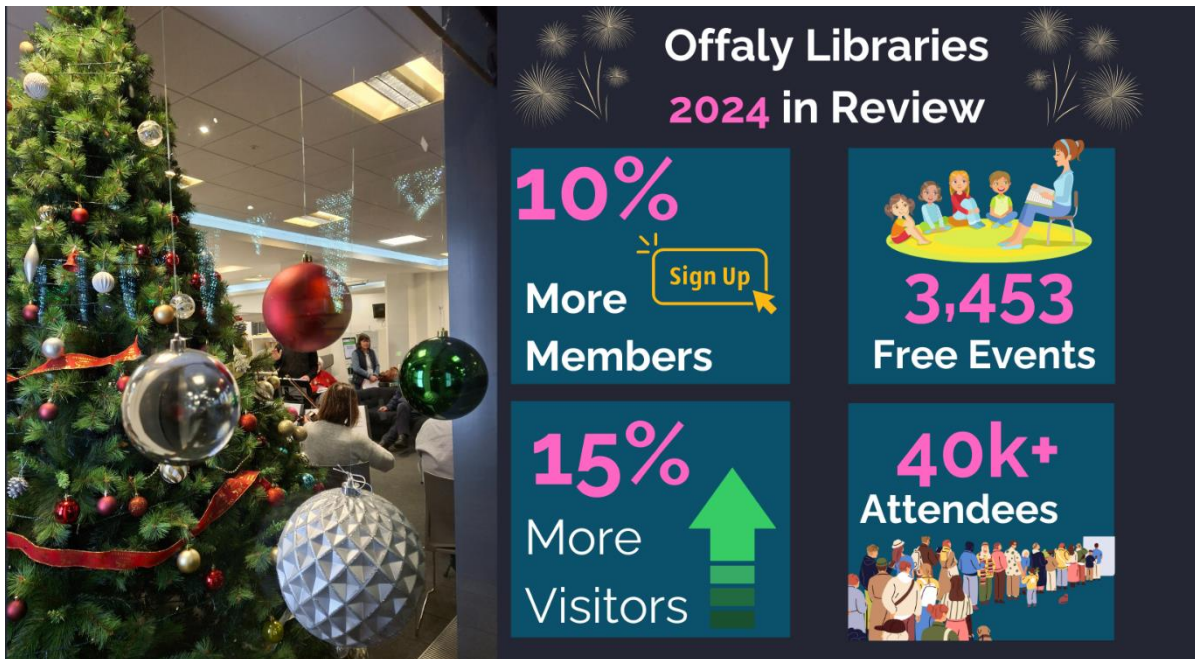 Offaly Libraries
2024 in Review
10%
Sign Up
More
Members
3,453
Free Events
15%
More
Visitors
40k+
Attendees